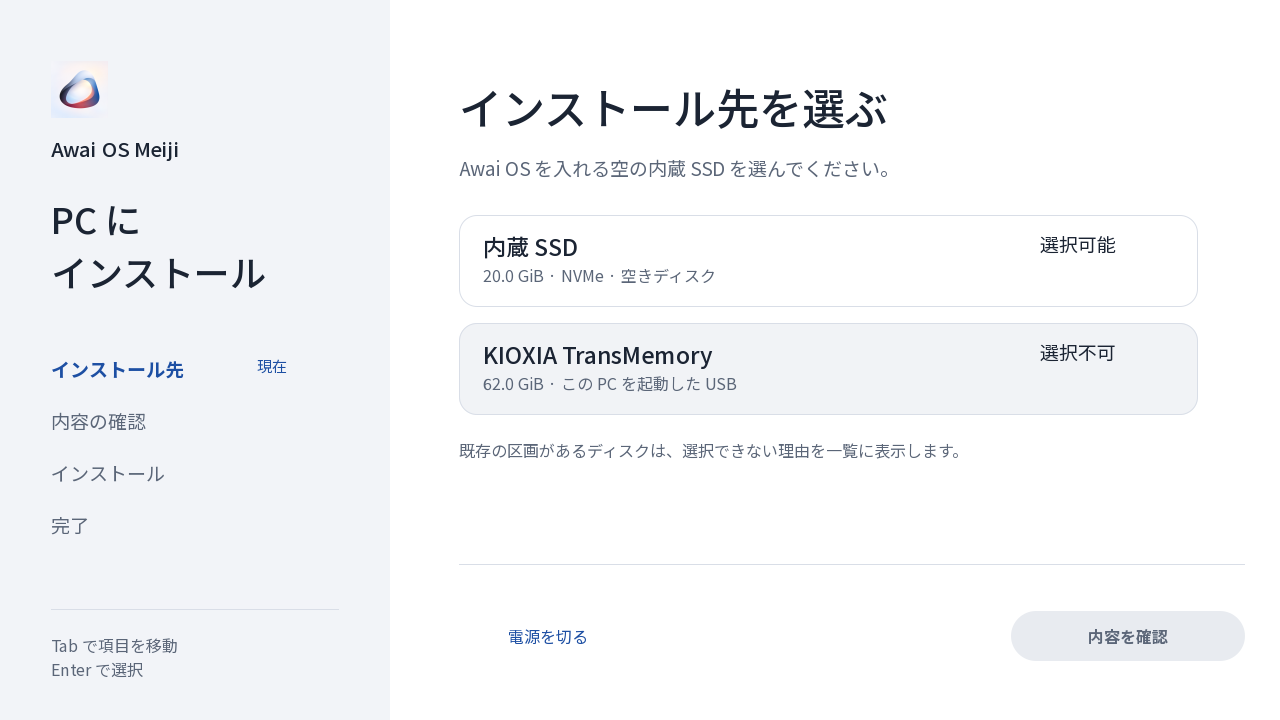 Awai OS Meiji
PC に
インストール
インストール先 現在
内容の確認
インストール
完了
Tab で項目を移動
Enter で選択
インストール先を選ぶ
Awai OS を入れる空の内蔵 SSD を選んでください。
内蔵 SSD 選択可能
20.0 GiB · NVMe · 空きディスク
KIOXIA TransMemory 選択不可
62.0 GiB · この PC を起動した USB
既存の区画があるディスクは、選択できない理由を一覧に表示します。
電源を切る 内容を確認